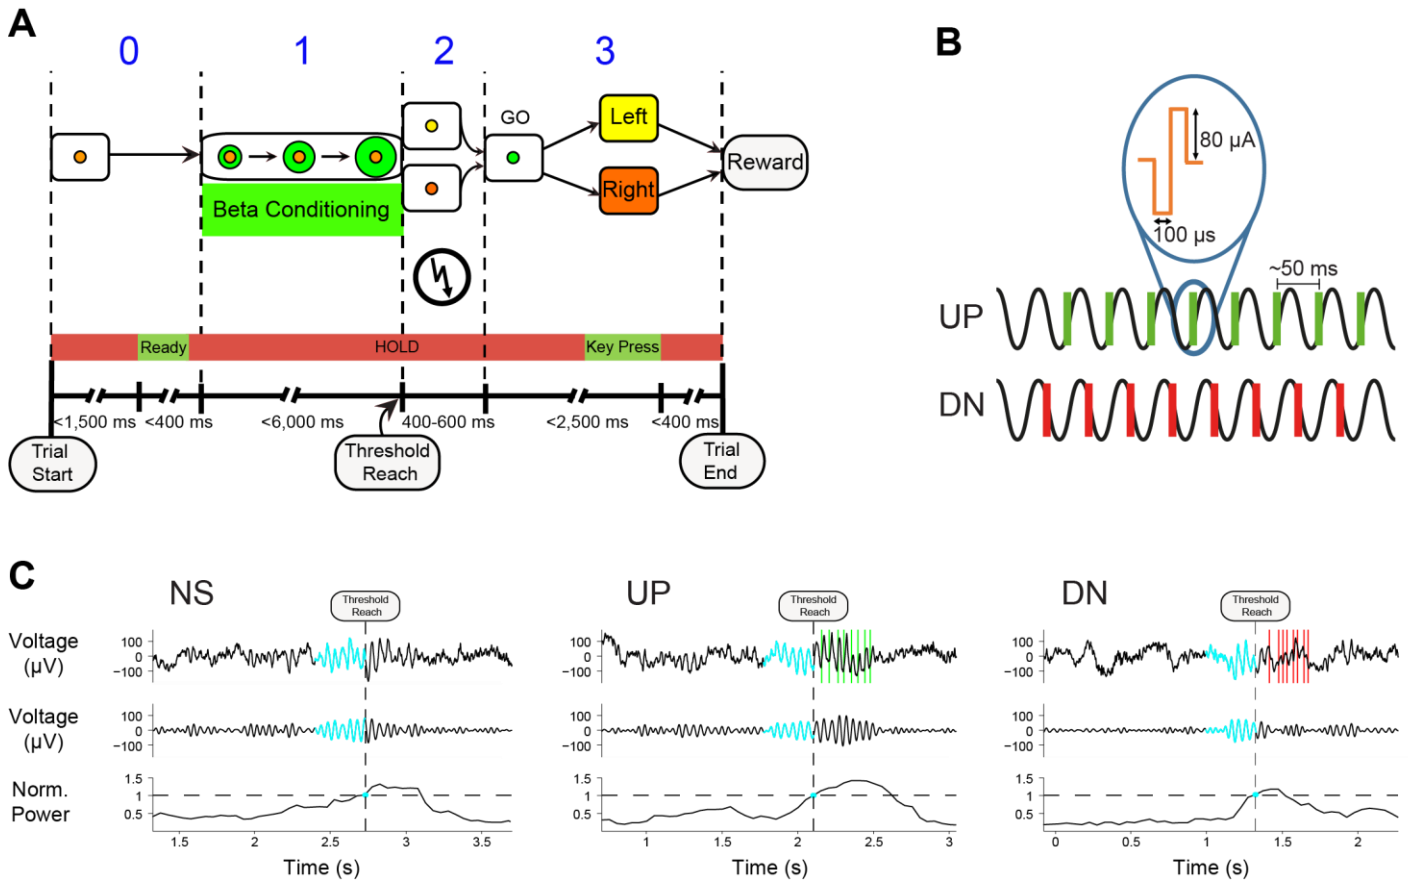 A
0 1 2 3
GO
Left
Right
Reward
Beta Conditioning
Ready
HOLD
Key Press
<1,500 ms
<400 ms
<6,000 ms
400-600 ms
<2,500 ms
<400 ms
Trial
Start
Threshold
Reach
Trial
End
B
80 µA
100 µs
~50 ms
UP
DN
C
NS
Threshold
Reach
Voltage
(µV)
100
0
−100
Voltage
(µV)
100
0
−100
Norm.
Power
1.5
1
0.5
1.5 2 2.5 3 3.5
Time (s)
UP
Threshold
Reach
100
0
−100
100
0
−100
1.5
1
0.5
1 1.5 2 2.5 3
Time (s)
DN
Threshold
Reach
100
0
−100
100
0
−100
1.5
1
0.5
0 0.5 1 1.5 2
Time (s)